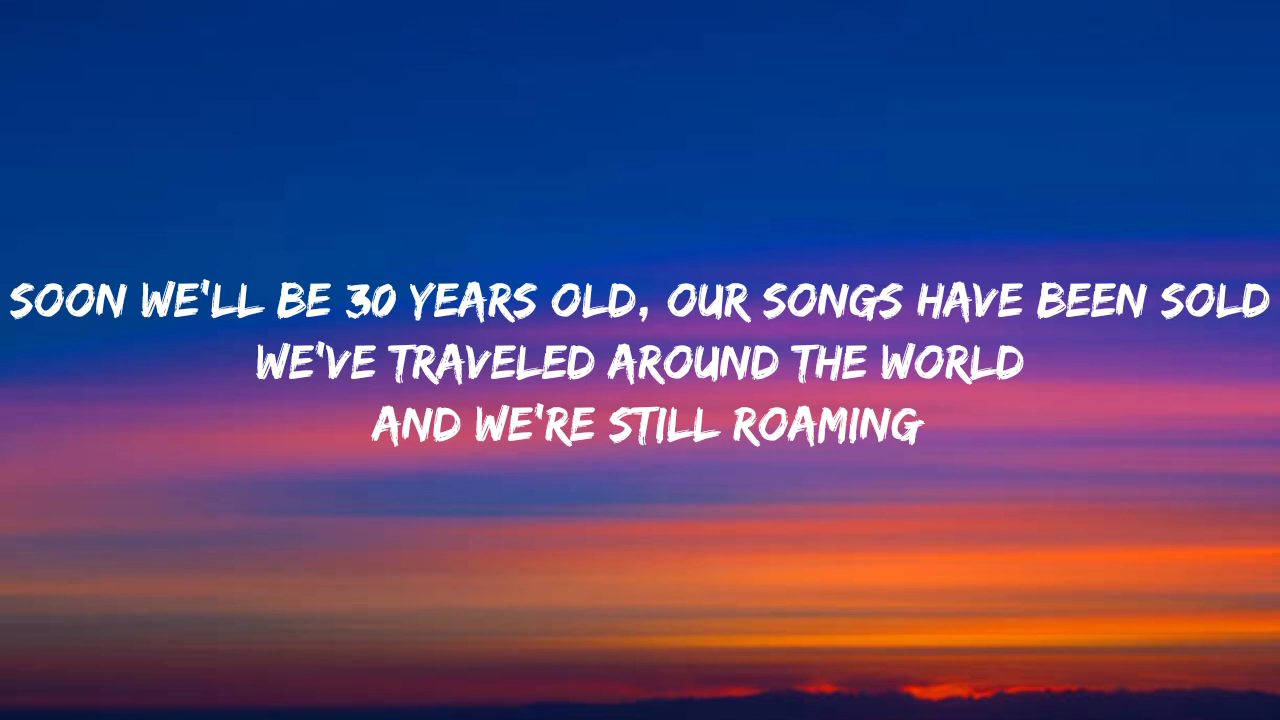 SOON WE'LL BE 30 YEARS OLD, OUR SONGS HAVE BEEN SOLD
WE'VE TRAVELED AROUND THE WORLD
AND WE'RE STILL ROAMING